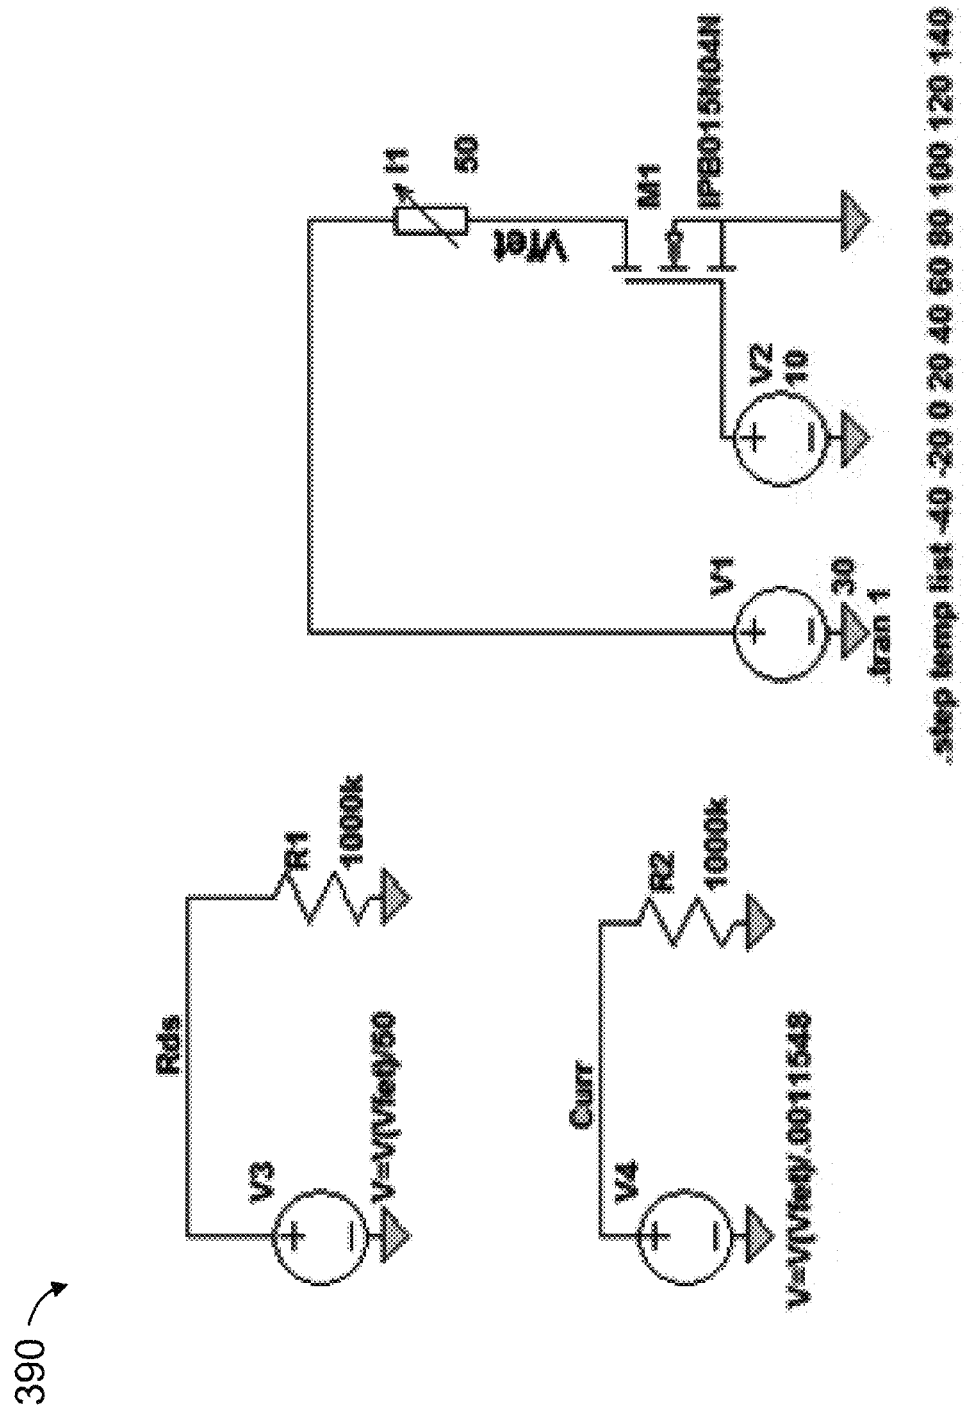 390
Rds
V3
R1
1000k
V=V(Vfet)/50
Curr
V4
R2
1000k
V=V(Vfet)/.0011548
I1
50
Vfet
M1
IPB015N04N
V2
10
V1
30
.tran 1
.step temp list -40 -20 0 20 40 60 80 100 120 140